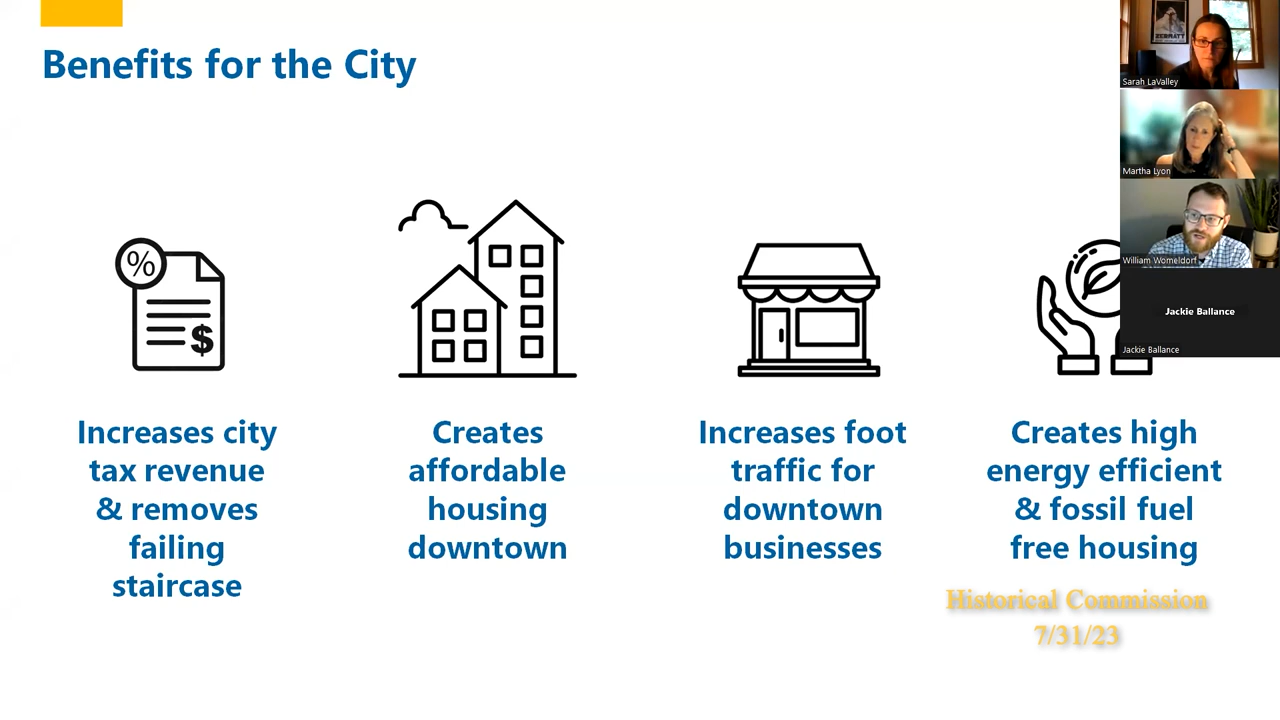 Benefits for the City
ZERMATT
Sarah LaValley
Martha Lyon
William Womeldorf
Jackie Ballance
Jackie Ballance
%
$
Increases city
tax revenue
& removes
failing
staircase
Creates
affordable
housing
downtown
Increases foot
traffic for
downtown
businesses
Creates high
energy efficient
& fossil fuel
free housing
Historical Commission
7/31/23